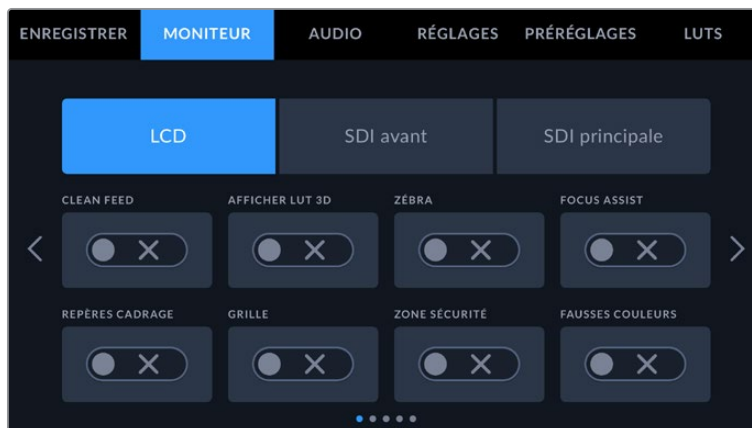 ENREGISTRER MONITEUR AUDIO RÉGLAGES PRÉRÉGLAGES LUTS
LCD SDI avant SDI principale
CLEAN FEED AFFICHER LUT 3D ZÉBRA FOCUS ASSIST
REPÈRES CADRAGE GRILLE ZONE SÉCURITÉ FAUSSES COULEURS